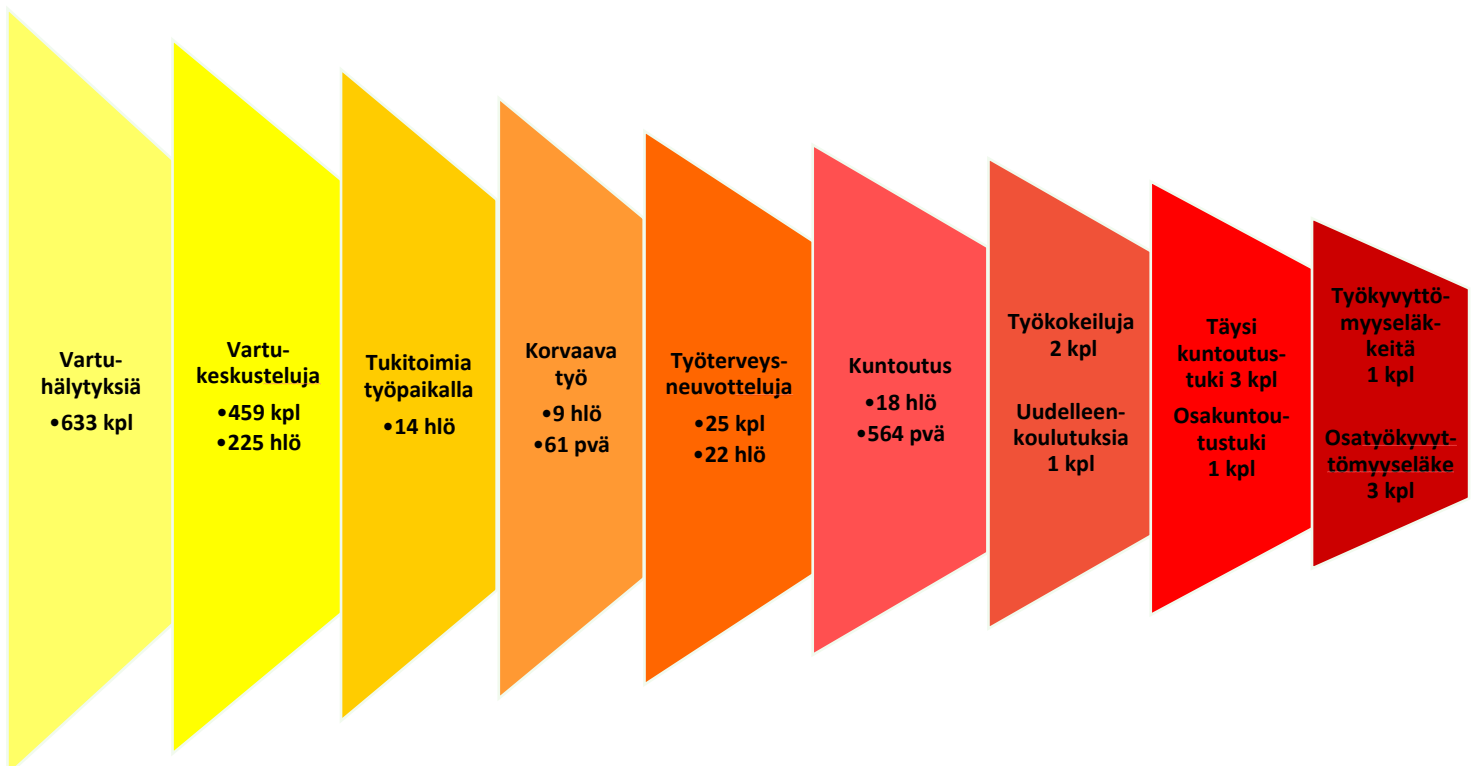 Vartu-
hälytyksiä
•633 kpl
Vartu-
keskusteluja
•459 kpl
•225 hlö
Tukitoimia
työpaikalla
•14 hlö
Korvaava
työ
•9 hlö
•61 pvä
Työterveys-
neuvotteluja
•25 kpl
•22 hlö
Kuntoutus
•18 hlö
•564 pvä
Työkokeiluja
2 kpl
Uudelleen-
koulutuksia
1 kpl
Täysi
kuntoutus-
tuki 3 kpl
Osakuntou-
tustuki
1 kpl
Työkyvyttö-
myyseläk-
keitä
1 kpl
Osatyökyvyt-
tömyyseläke
3 kpl